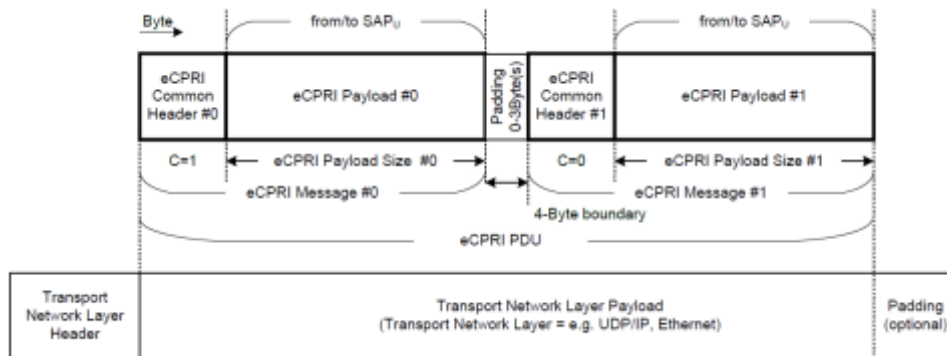 Byte
from/to SAPU
from/to SAPU
eCPRI
Common
Header #0
eCPRI Payload #0
Padding
0-3Byte(s)
eCPRI
Common
Header #1
eCPRI Payload #1
C=1
eCPRI Payload Size #0
C=0
eCPRI Payload Size #1
eCPRI Message #0
eCPRI Message #1
4-Byte boundary
eCPRI PDU
Transport
Network Layer
Header
Transport Network Layer Payload
(Transport Network Layer = e.g. UDP/IP, Ethernet)
Padding
(optional)